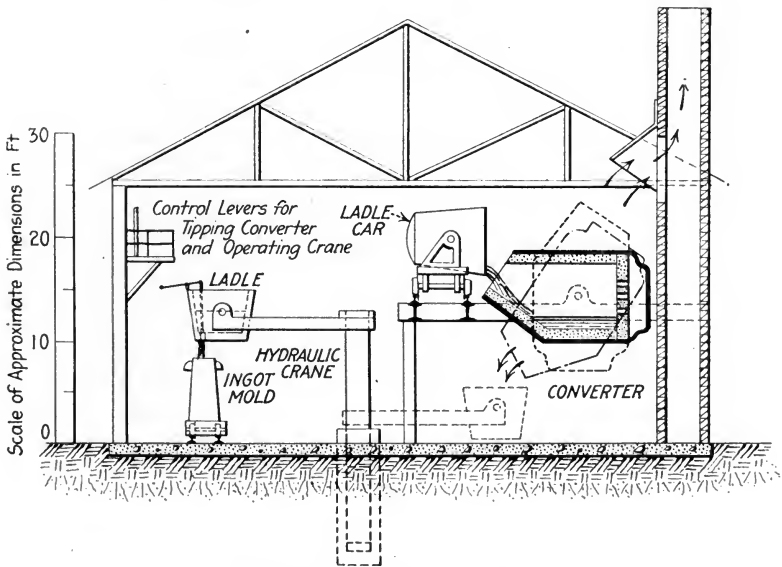 Scale of Approximate Dimensions in Ft
30
20
10
0
Control Levers for
Tipping Converter
and Operating Crane
LADLE
CAR
LADLE
HYDRAULIC
CRANE
INGOT
MOLD
CONVERTER